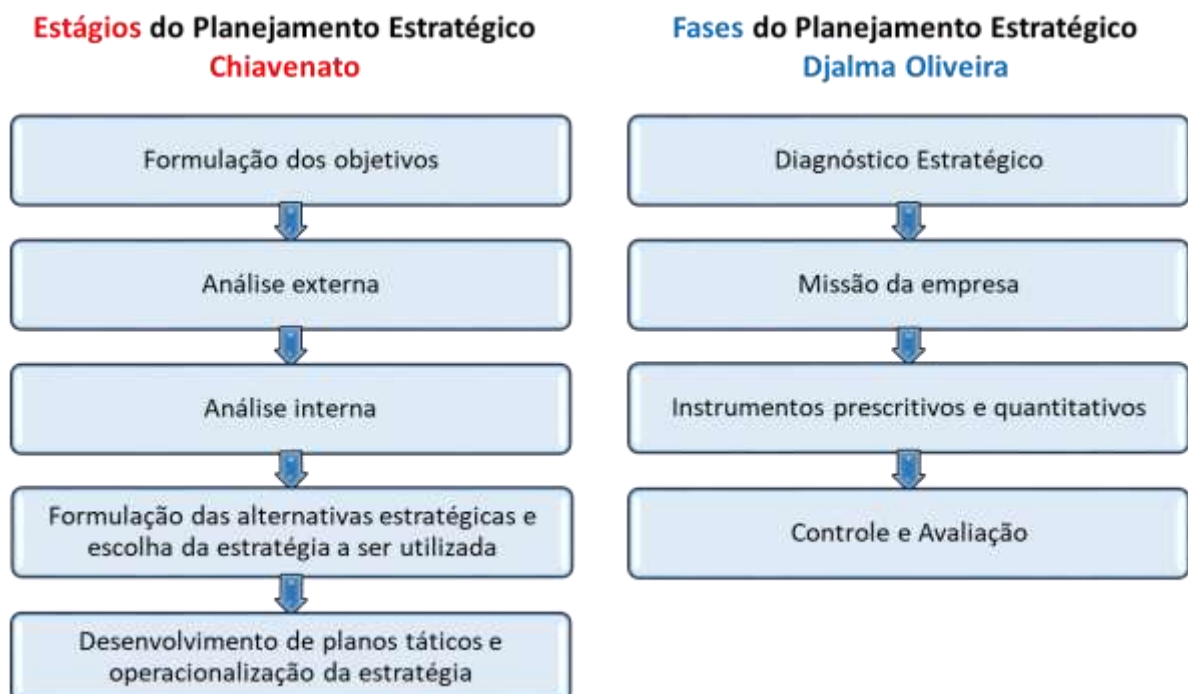 Estágios do Planejamento Estratégico
Chiavenato
Formulação dos objetivos
Análise externa
Análise interna
Formulação das alternativas estratégicas e
escolha da estratégia a ser utilizada
Desenvolvimento de planos táticos e
operacionalização da estratégia
Fases do Planejamento Estratégico
Djalma Oliveira
Diagnóstico Estratégico
Missão da empresa
Instrumentos prescritivos e quantitativos
Controle e Avaliação